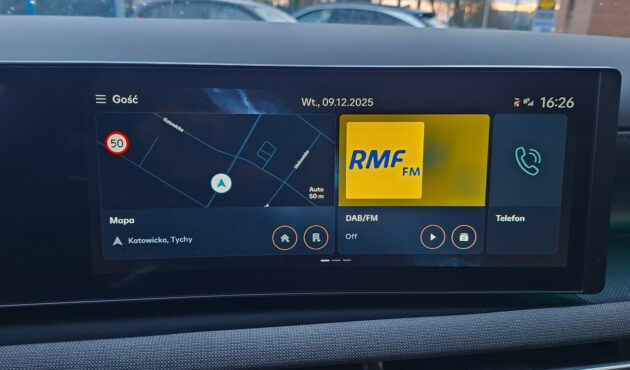 Gość
Wt., 09.12.2025
16:26
50
Katowicka
Auto
50 m
Mapa
Katowicka, Tychy
RMF FM
DAB/FM
Off
Telefon